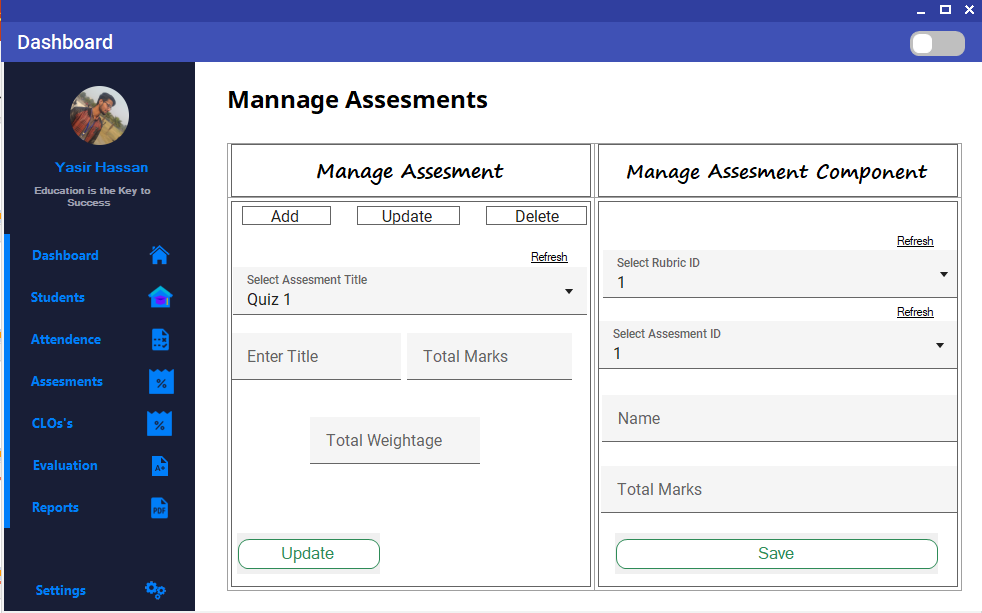 Dashboard
Yasir Hassan
Education is the Key to
Success
Dashboard
Students
Attendence
Assesments
CLOs's
Evaluation
Reports
Settings
Mannage Assesments
Manage Assesment
Add Update Delete
Refresh
Select Assesment Title
Quiz 1
Enter Title Total Marks
Total Weightage
Update
Manage Assesment Component
Refresh
Select Rubric ID
1
Refresh
Select Assesment ID
1
Name
Total Marks
Save
%
%
A+
PDF